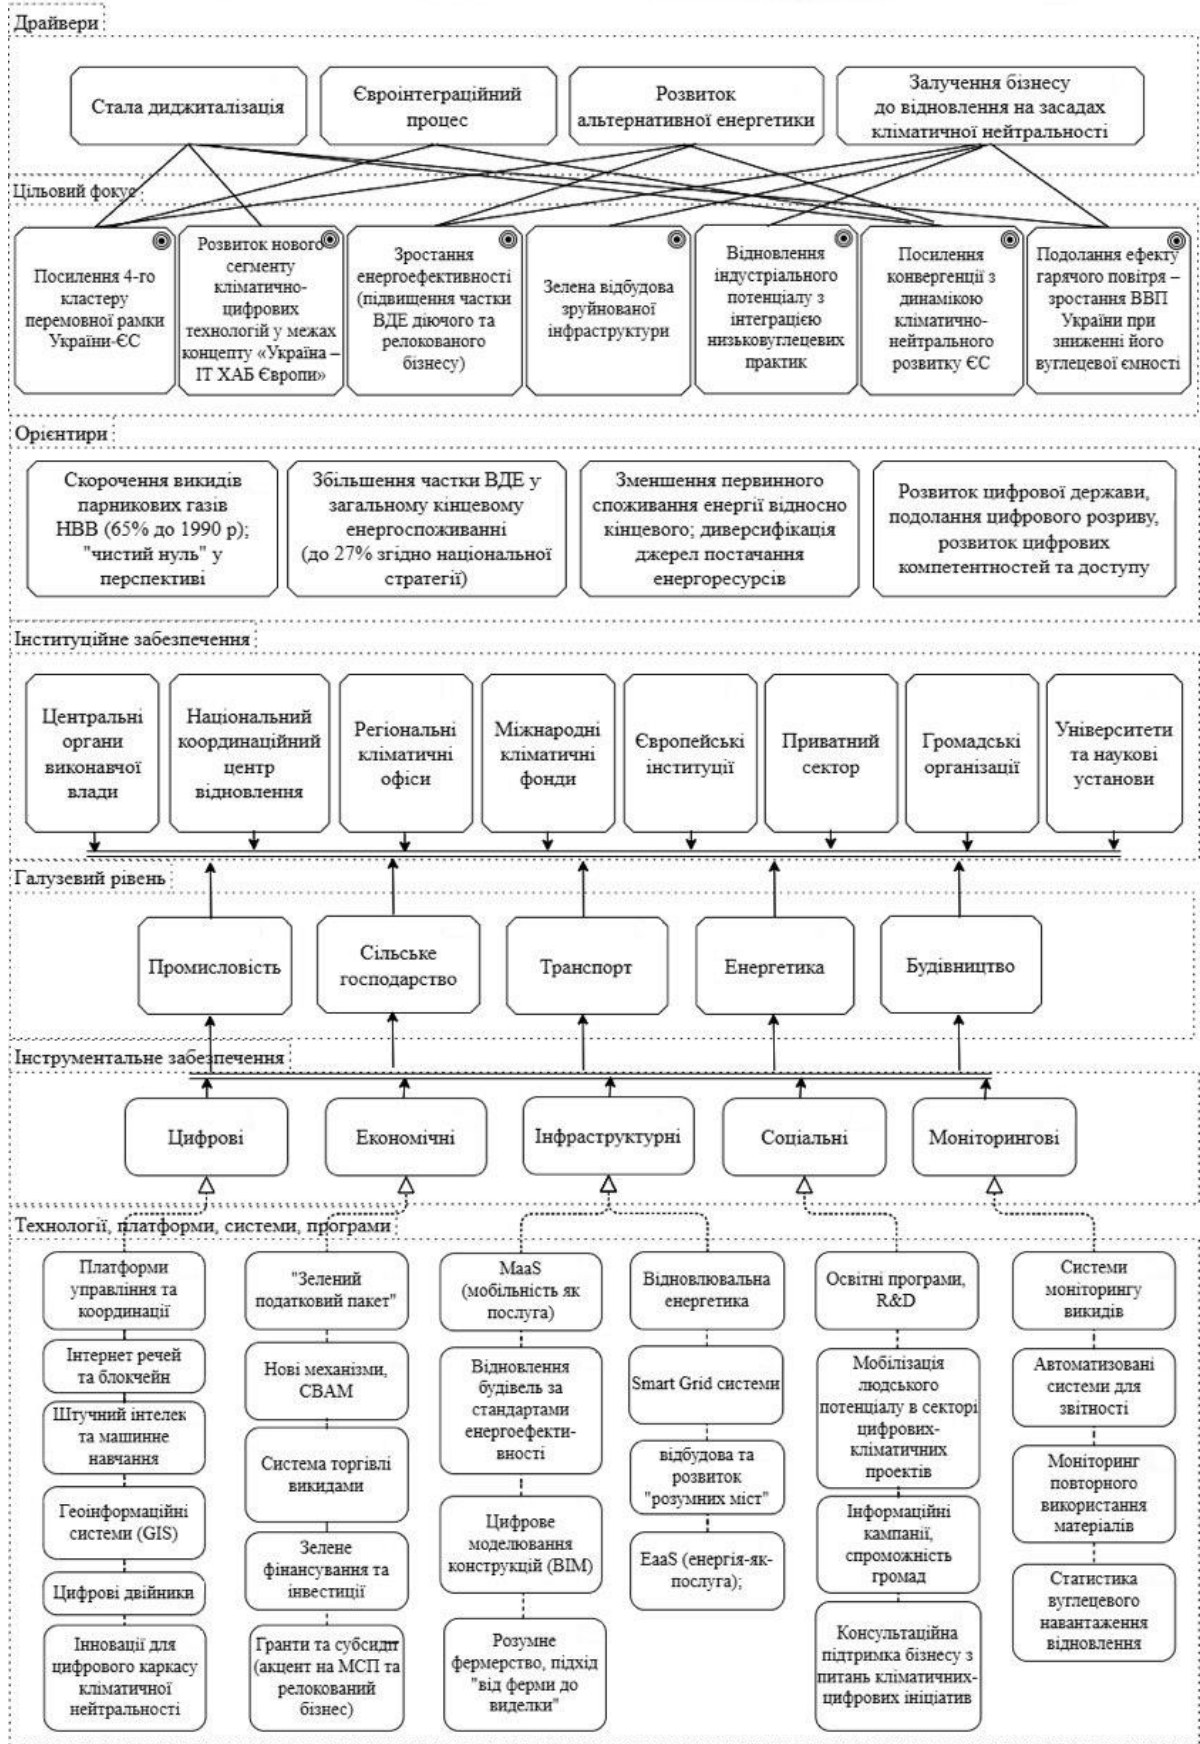 Драйвери
Стала диджиталізація
Євроінтеграційний
процес
Розвиток
альтернативної енергетики
Залучення бізнесу
до відновлення на засадах
кліматичної нейтральності
Цільовий фокус
Посилення 4-го
кластеру
перемовної рамки
України-ЄС
Розвиток нового
сегменту
кліматично-
цифрових
технологій у межах
концепту «Україна –
ІТ ХАБ Європи»
Зростання
енергоефективності
(підвищення частки
ВДЕ діючого та
релокованого
бізнесу)
Зелена відбудова
зруйнованої
інфраструктури
Відновлення
індустріального
потенціалу з
інтеграцією
низьковуглецевих
практик
Посилення
конвергенції з
динамікою
кліматично-
нейтрального
розвитку ЄС
Подолання ефекту
гарячого повітря –
зростання ВВП
України при
зниженні його
вуглецевої ємності
Орієнтири
Скорочення викидів
парникових газів
НВВ (65% до 1990 р);
"чистий нуль" у
перспективі
Збільшення частки ВДЕ у
загальному кінцевому
енергоспоживанні
(до 27% згідно національної
стратегії)
Зменшення первинного
споживання енергії відносно
кінцевого; диверсифікація
джерел постачання
енергоресурсів
Розвиток цифрової держави,
подолання цифрового розриву,
розвиток цифрових
компетентностей та доступу
Інституційне забезпечення
Центральні
органи
виконавчої
влади
Національний
координаційний
центр
відновлення
Регіональні
кліматичні
офіси
Міжнародні
кліматичні
фонди
Європейські
інституції
Приватний
сектор
Громадські
організації
Університети
та наукові
установи
Галузевий рівень
Промисловість
Сільське
господарство
Транспорт
Енергетика
Будівництво
Інструментальне забезпечення
Цифрові
Економічні
Інфраструктурні
Соціальні
Моніторингові
Технології, платформи, системи, програми
Платформи
управління та
координації
Інтернет речей
та блокчейн
Штучний інтелек
та машинне
навчання
Геоінформаційні
системи (GIS)
Цифрові двійники
Інновації для
цифрового каркасу
кліматичної
нейтральності
"Зелений
податковий пакет"
Нові механізми,
CBAM
Система торгівлі
викидами
Зелене
фінансування та
інвестиції
Гранти та субсидіт
(акцент на МСП та
релокований
бізнес)
MaaS
(мобільність як
послуга)
Відновлення
будівель за
стандартами
енергоефекти-
вності
Цифрове
моделювання
конструкцій (BIM)
Розумне
фермерство, підхід
"від ферми до
виделки"
Відновлювальна
енергетика
Smart Grid системи
відбудова та
розвиток
"розумних міст"
EaaS (енергія-як-
послуга);
Освітні програми,
R&D
Мобілізація
людського
потенціалу в секторі
цифрових-
кліматичних
проектів
Інформаційні
кампанії,
спроможність
громад
Консультаційна
підтримка бізнесу з
питань кліматичних-
цифрових ініціатив
Системи
моніторингу
викидів
Автоматизовані
системи для
звітності
Моніторинг
повторного
використання
матеріалів
Статистика
вуглецевого
навантаження
відновлення